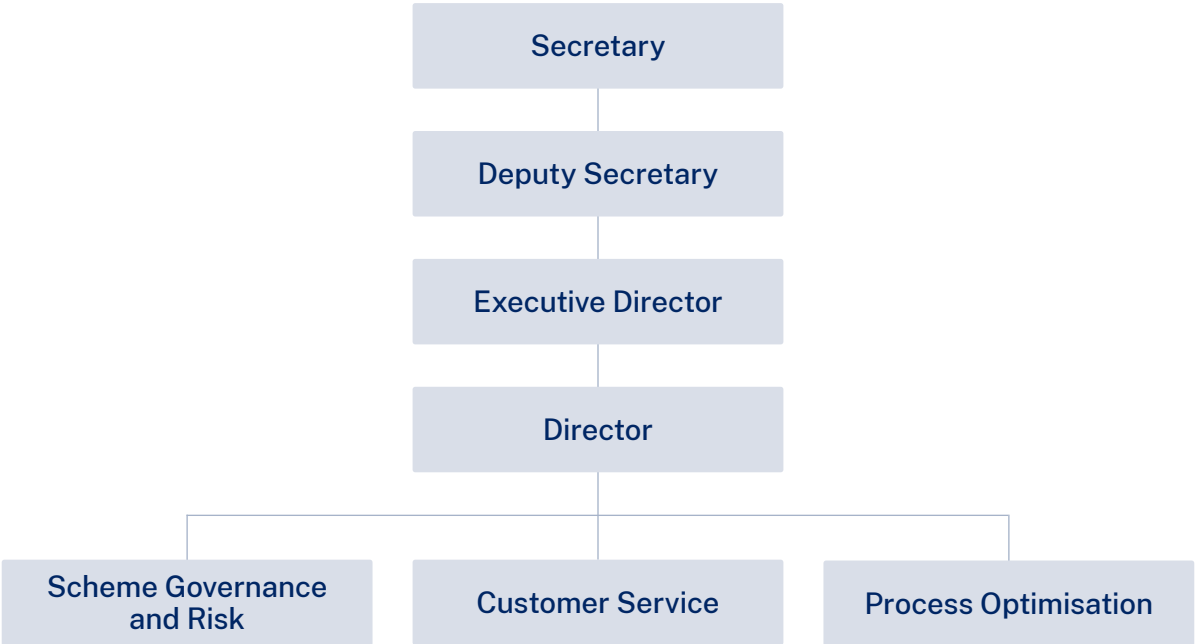 Secretary
Deputy Secretary
Executive Director
Director
Scheme Governance
and Risk
Customer Service
Process Optimisation